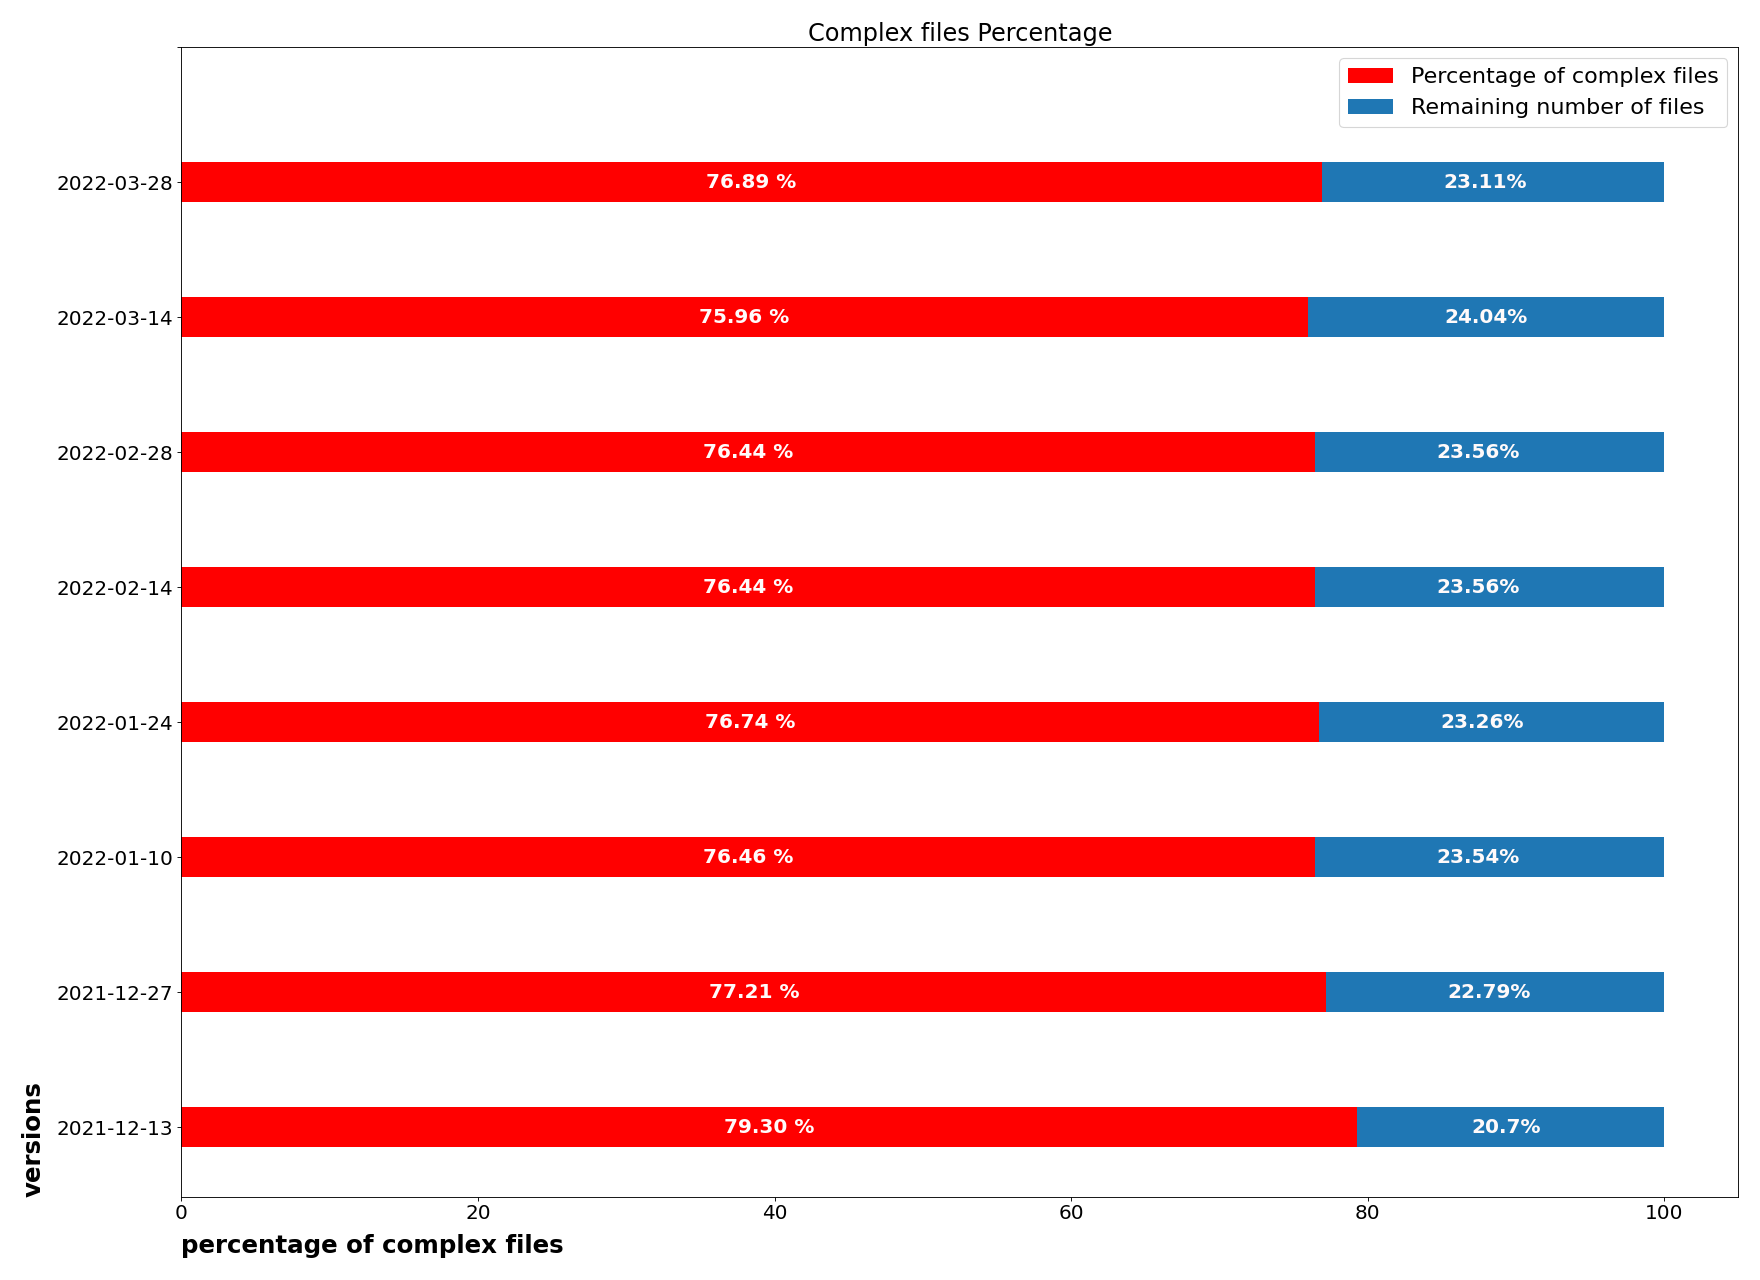 Complex files Percentage
Percentage of complex files
Remaining number of files
2022-03-28 76.89 % 23.11%
2022-03-14 75.96 % 24.04%
2022-02-28 76.44 % 23.56%
2022-02-14 76.44 % 23.56%
2022-01-24 76.74 % 23.26%
2022-01-10 76.46 % 23.54%
2021-12-27 77.21 % 22.79%
2021-12-13 79.30 % 20.7%
versions
0 20 40 60 80 100
percentage of complex files